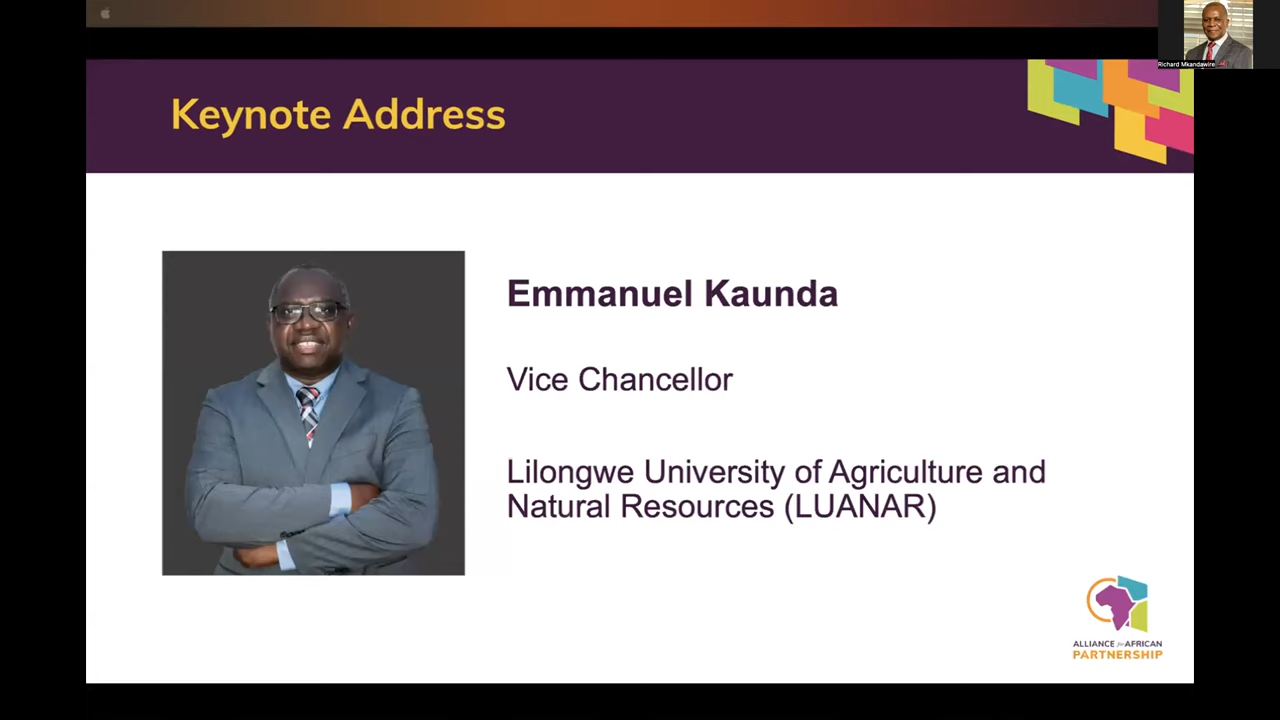 Richard Mkandawire
Keynote Address
Emmanuel Kaunda
Vice Chancellor
Lilongwe University of Agriculture and
Natural Resources (LUANAR)
ALLIANCE for AFRICAN
PARTNERSHIP